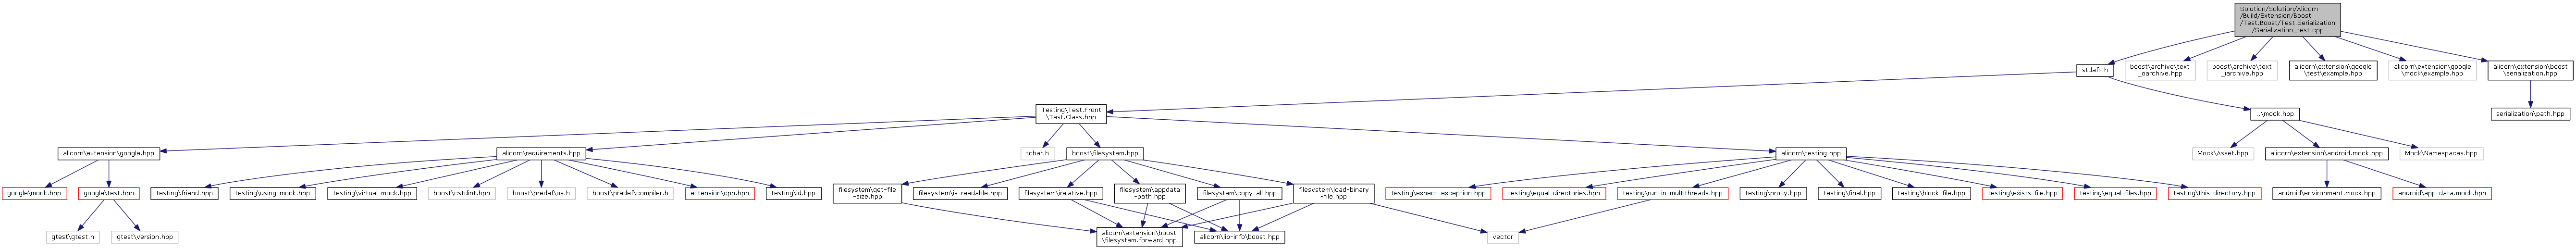 Solution/Solution/Alicorn
/Build/Extension/Boost
/Test.Boost/Test.Serialization
/Serialization_test.cpp
stdafx.h
boost\archive\text
_oarchive.hpp
boost\archive\text
_iarchive.hpp
alicorn\extension\google
\test\example.hpp
alicorn\extension\google
\mock\example.hpp
alicorn\extension\boost
\serialization.hpp
Testing\Test.Front
\Test.Class.hpp
..\mock.hpp
serialization\path.hpp
alicorn\extension\google.hpp
alicorn\requirements.hpp
tchar.h
boost\filesystem.hpp
alicorn\testing.hpp
Mock\Asset.hpp
alicorn\extension\android.mock.hpp
Mock\Namespaces.hpp
google\mock.hpp
google\test.hpp
testing\friend.hpp
testing\using-mock.hpp
testing\virtual-mock.hpp
boost\cstdint.hpp
boost\predef\os.h
boost\predef\compiler.h
extension\cpp.hpp
testing\d.hpp
filesystem\get-file
-size.hpp
filesystem\is-readable.hpp
filesystem\relative.hpp
filesystem\appdata
-path.hpp
filesystem\copy-all.hpp
filesystem\load-binary
-file.hpp
testing\expect-exception.hpp
testing\equal-directories.hpp
testing\run-in-multithreads.hpp
testing\proxy.hpp
testing\final.hpp
testing\block-file.hpp
testing\exists-file.hpp
testing\equal-files.hpp
testing\this-directory.hpp
android\environment.mock.hpp
android\app-data.mock.hpp
gtest\gtest.h
gtest\version.hpp
alicorn\extension\boost
\filesystem.forward.hpp
alicorn\lib-info\boost.hpp
vector